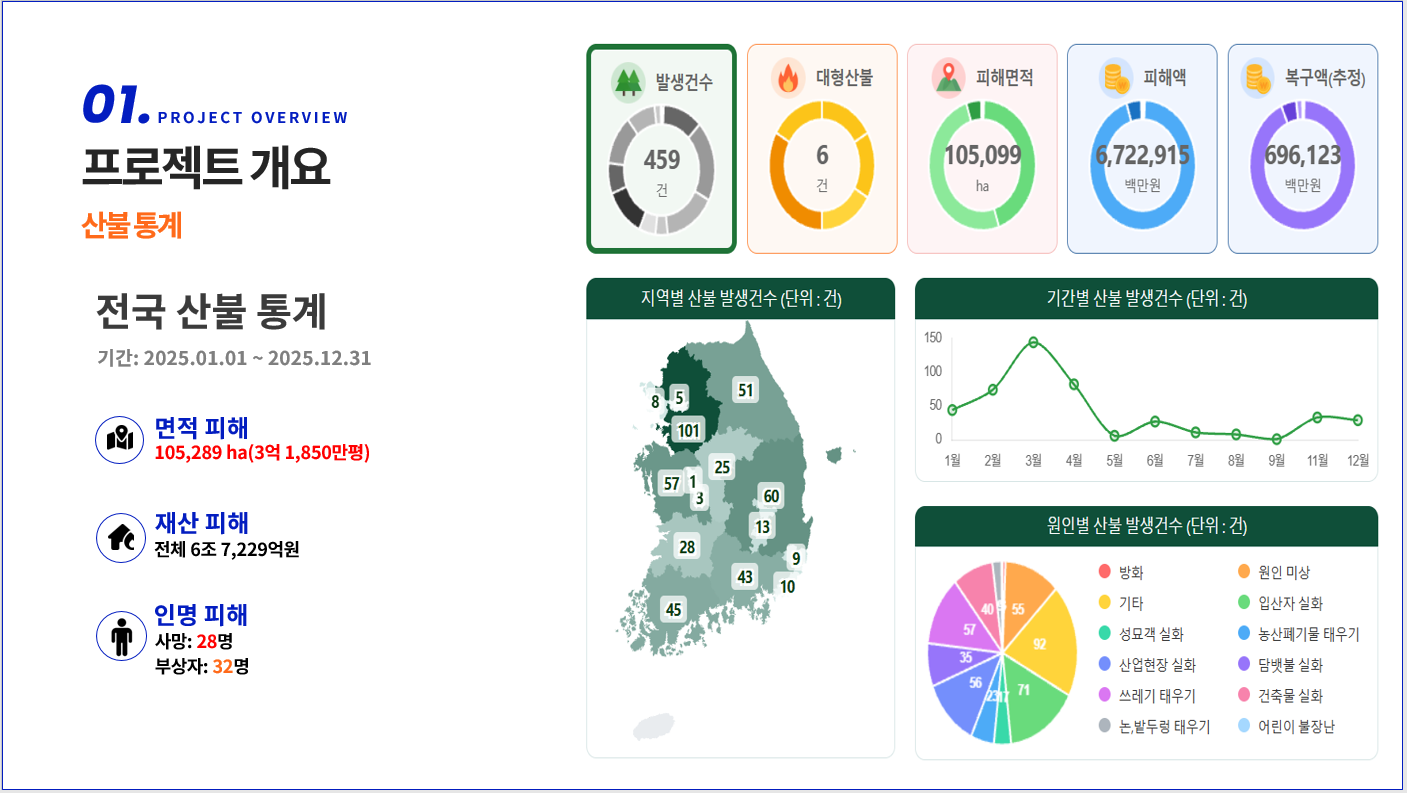 01. PROJECT OVERVIEW
프로젝트 개요
산불 통계
전국 산불 통계
기간: 2025.01.01 ~ 2025.12.31
면적 피해
105,289 ha(3억 1,850만평)
재산 피해
전체 6조 7,229억원
인명 피해
사망: 28명
부상자: 32명
발생건수
459
건
대형산불
6
건
피해면적
105,099
ha
피해액
6,722,915
백만원
복구액(추정)
696,123
백만원
지역별 산불 발생건수 (단위 : 건)
51
8
5
101
25
57
1
3
60
13
28
9
43
10
45
기간별 산불 발생건수 (단위 : 건)
150
100
50
0
1월 2월 3월 4월 5월 6월 7월 8월 9월 11월 12월
원인별 산불 발생건수 (단위 : 건)
40
55
57
92
35
56
71
23
17
방화
원인 미상
기타
입산자 실화
성묘객 실화
농산폐기물 태우기
산업현장 실화
담뱃불 실화
쓰레기 태우기
건축물 실화
논,밭두렁 태우기
어린이 불장난